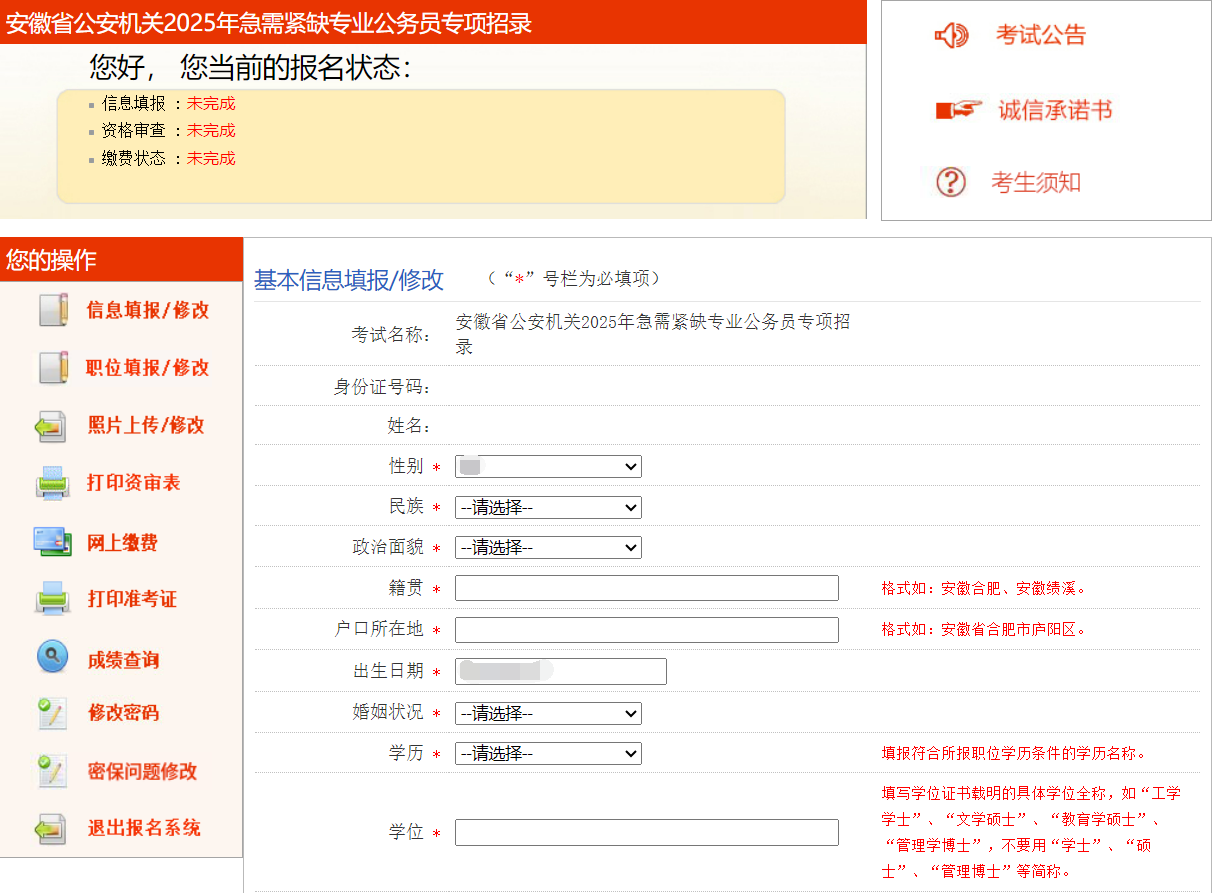 安徽省公安机关2025年急需紧缺专业公务员专项招录
您好， 您当前的报名状态：
信息填报 ：未完成
资格审查 ：未完成
缴费状态 ：未完成
考试公告
诚信承诺书
考生须知
您的操作
信息填报/修改
职位填报/修改
照片上传/修改
打印资审表
网上缴费
打印准考证
成绩查询
修改密码
密保问题修改
退出报名系统
基本信息填报/修改 （“*”号栏为必填项）
考试名称： 安徽省公安机关2025年急需紧缺专业公务员专项招
录
身份证号码：
姓名：
性别 *
民族 * --请选择--
政治面貌 * --请选择--
籍贯 * 格式如：安徽合肥、安徽绩溪。
户口所在地 * 格式如：安徽省合肥市庐阳区。
出生日期 *
婚姻状况 * --请选择--
学历 * --请选择-- 填报符合所报职位学历条件的学历名称。
学位 *
填写学位证书载明的具体学位全称，如“工学
学士”、“文学硕士”、“教育学硕士”、
“管理学博士”，不要用“学士”、“硕
士”、“管理博士”等简称。